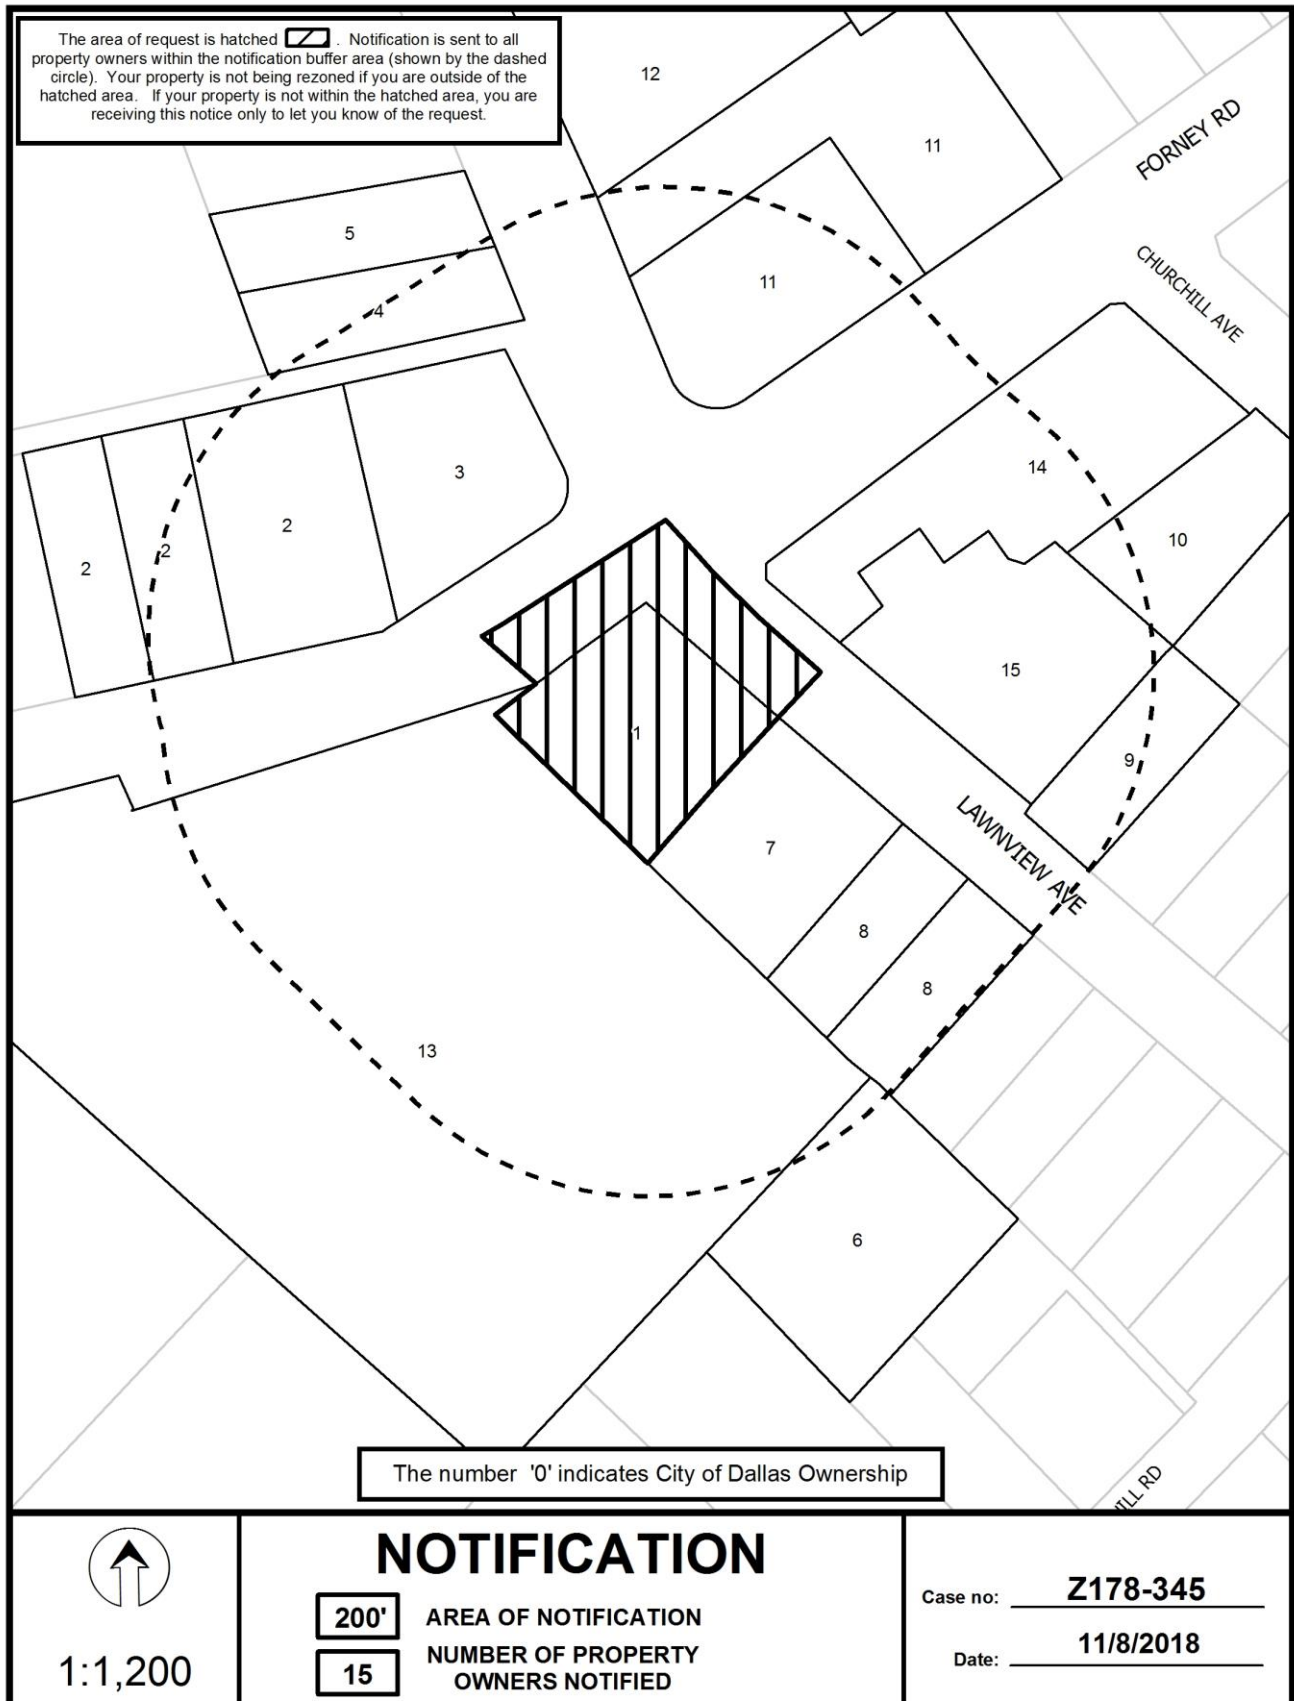 The area of request is hatched . Notification is sent to all
property owners within the notification buffer area (shown by the dashed
circle). Your property is not being rezoned if you are outside of the
hatched area. If your property is not within the hatched area, you are
receiving this notice only to let you know of the request.
12
11
FORNEY RD
5
CHURCHILL AVE
11
4
3
14
2
2
2
10
15
1
9
7
LAWNVIEW AVE
8
8
13
6
The number '0' indicates City of Dallas Ownership
ILL RD
1:1,200
NOTIFICATION
200' AREA OF NOTIFICATION
15 NUMBER OF PROPERTY
OWNERS NOTIFIED
Case no: Z178-345
Date: 11/8/2018